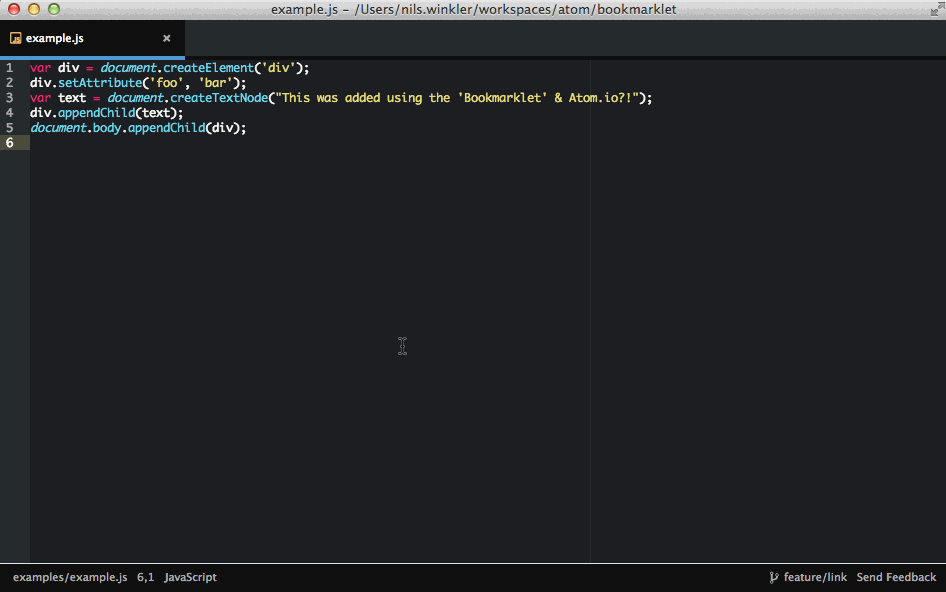 example.js - /Users/nils.winkler/workspaces/atom/bookmarklet
JS example.js ×
1 var div = document.createElement('div');
2 div.setAttribute('foo', 'bar');
3 var text = document.createTextNode("This was added using the 'Bookmarklet' & Atom.io?!");
4 div.appendChild(text);
5 document.body.appendChild(div);
6
examples/example.js 6,1 JavaScript feature/link Send Feedback